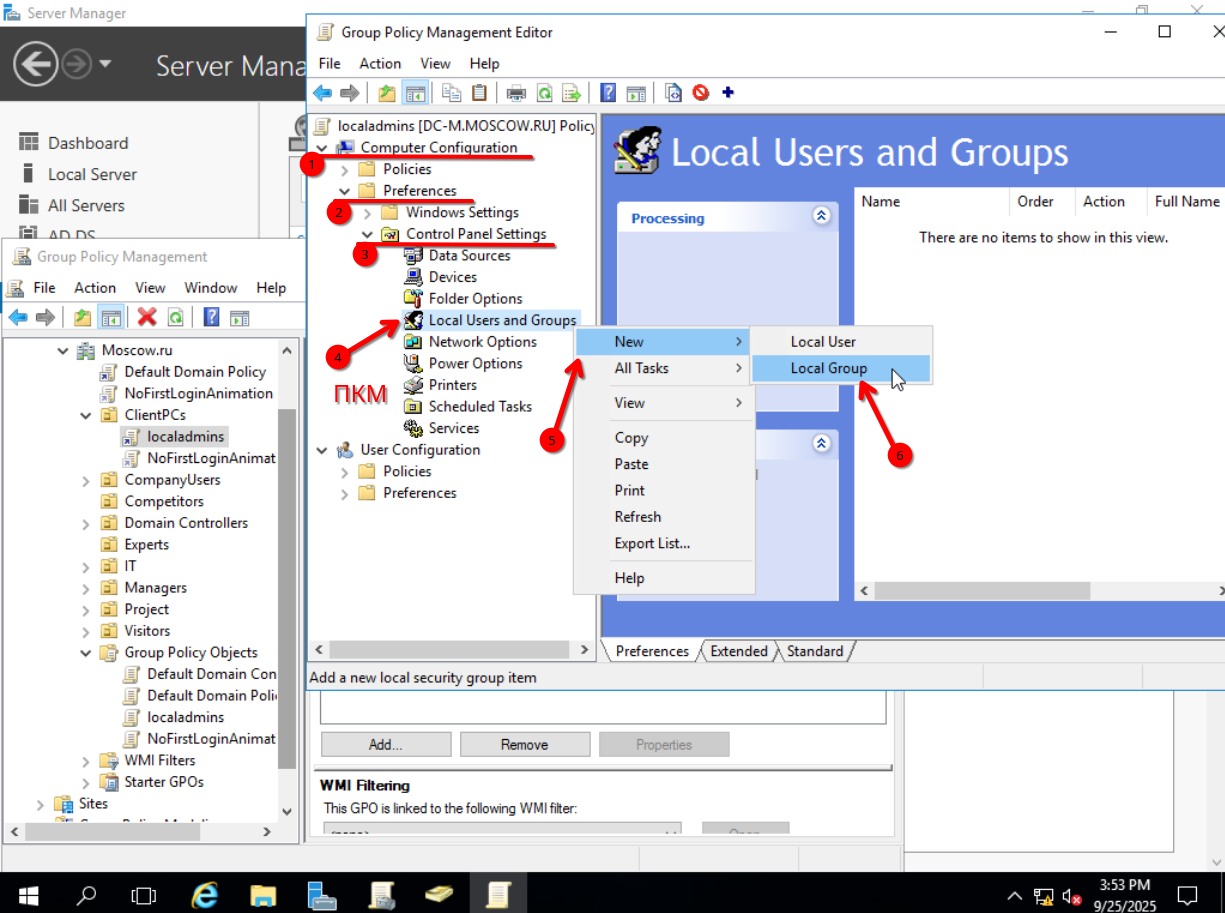 Server Manager
Server Mana
Dashboard
Local Server
All Servers
AD DS
Group Policy Management
File Action View Window Help
Moscow.ru
Default Domain Policy
NoFirstLoginAnimation
ClientPCs
localadmins
NoFirstLoginAnimat
CompanyUsers
Competitors
Domain Controllers
Experts
IT
Managers
Project
Visitors
Group Policy Objects
Default Domain Con
Default Domain Poli
localadmins
NoFirstLoginAnimat
WMI Filters
Starter GPOs
Sites
Group Policy Management Editor
File Action View Help
localadmins [DC-M.MOSCOW.RU] Policy
Computer Configuration
1
Policies
Preferences
2
Windows Settings
Control Panel Settings
3
Data Sources
Devices
Folder Options
Local Users and Groups
4
ПКМ
Network Options
Power Options
Printers
Scheduled Tasks
Services
User Configuration
Policies
Preferences
Local Users and Groups
Processing
Name Order Action Full Name
There are no items to show in this view.
New
All Tasks
View
Copy
Paste
Print
Refresh
Export List...
Help
5
Local User
Local Group
6
Preferences Extended Standard
Add a new local security group item
Add... Remove Properties
WMI Filtering
This GPO is linked to the following WMI filter:
<none>
Open
3:53 PM
9/25/2025